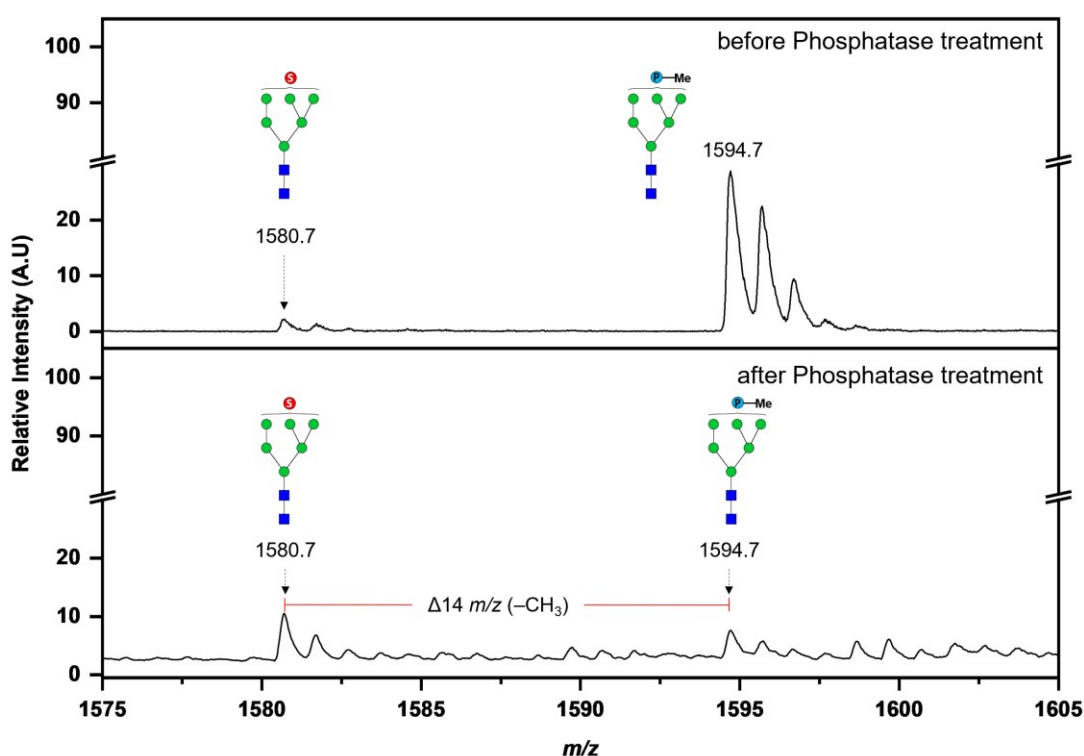 before Phosphatase treatment
100
90
20
10
0
S
P Me
1580.7
1594.7
after Phosphatase treatment
100
90
20
10
0
S
P Me
1580.7
1594.7
Δ14 m/z (–CH₃)
1575
1580
1585
1590
1595
1600
1605
m/z
Relative Intensity (A.U)